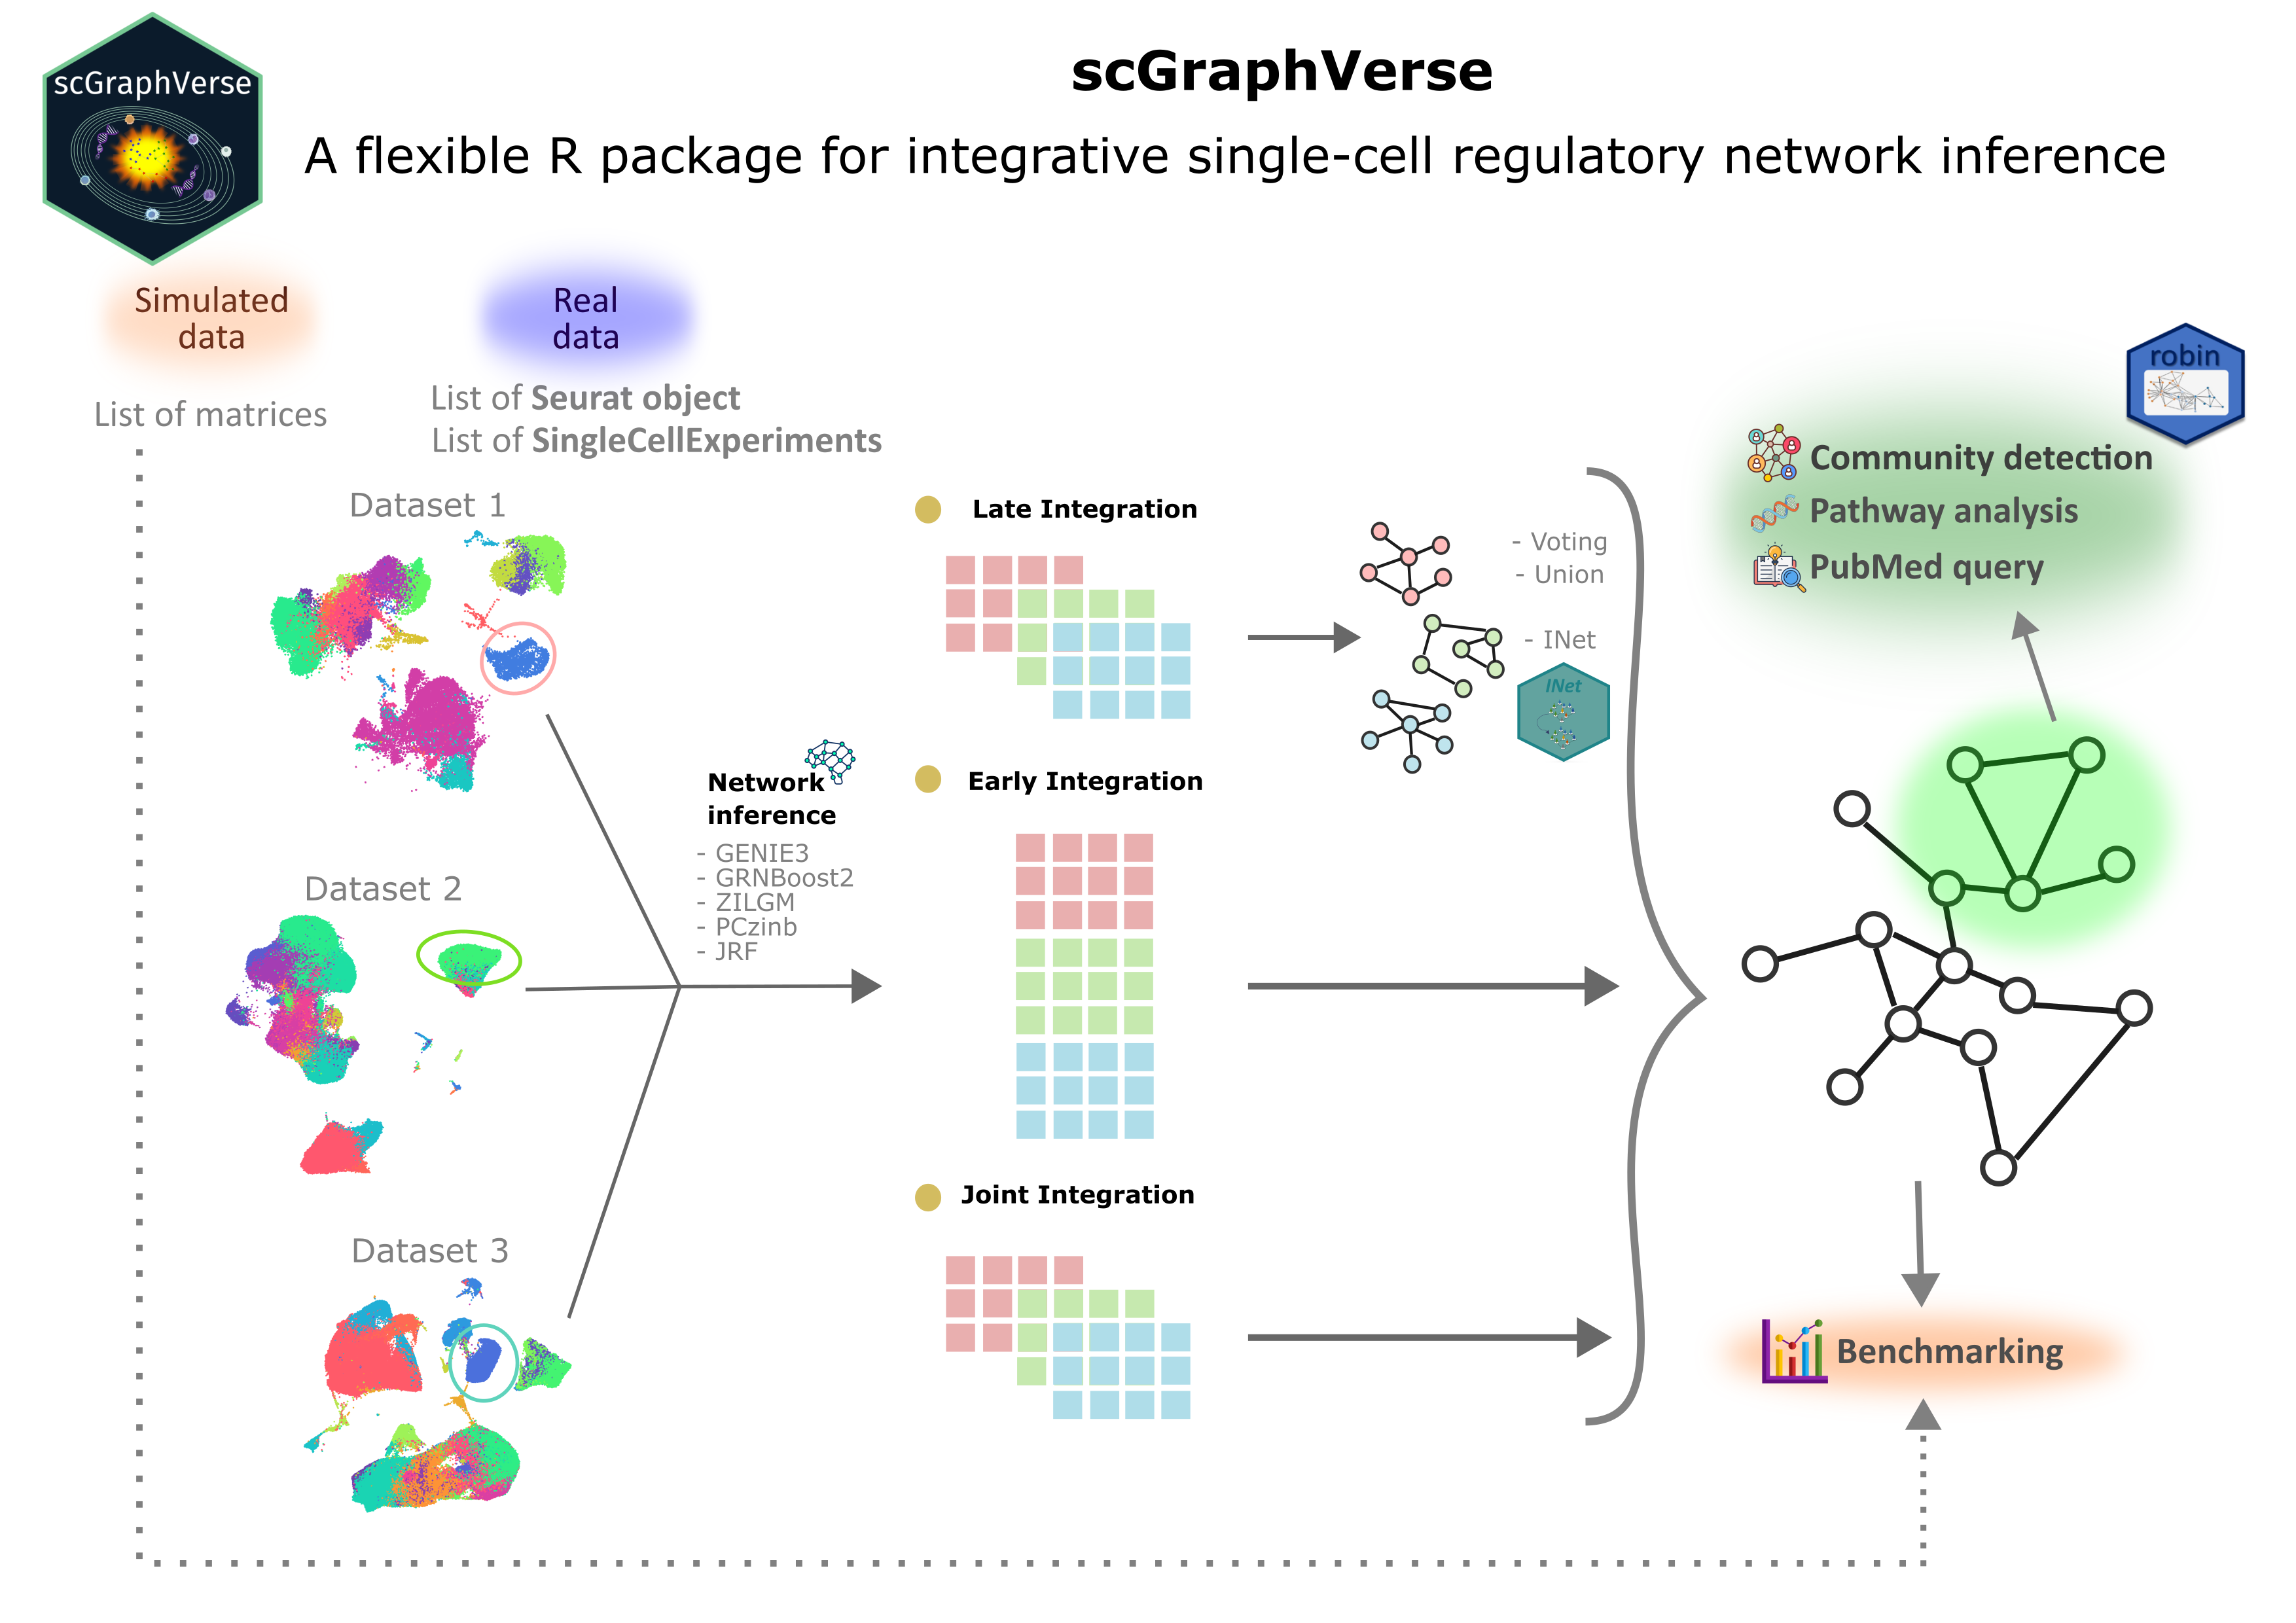 scGraphVerse
scGraphVerse
A flexible R package for integrative single-cell regulatory network inference
Simulated
data
List of matrices
Real
data
List of Seurat object
List of SingleCellExperiments
Dataset 1
Dataset 2
Dataset 3
Network
inference
- GENIE3
- GRNBoost2
- ZILGM
- PCzinb
- JRF
Late Integration
- Voting
- Union
- INet
INet
Early Integration
Joint Integration
robin
Community detection
Pathway analysis
PubMed query
Benchmarking